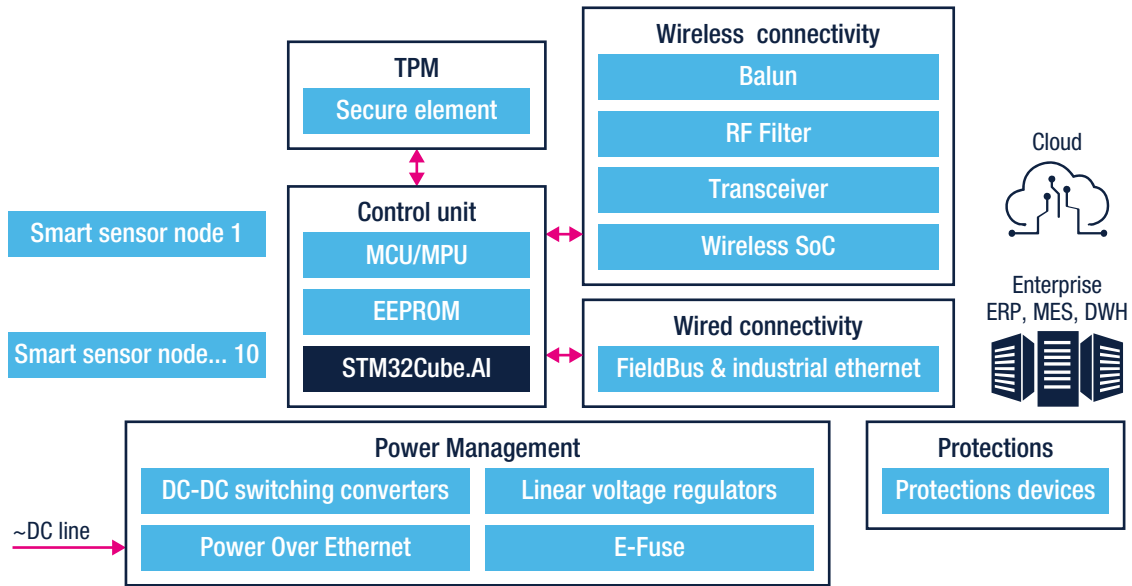 TPM
Secure element
Wireless connectivity
Balun
RF Filter
Transceiver
Wireless SoC
Cloud
Smart sensor node 1
Control unit
MCU/MPU
EEPROM
STM32Cube.AI
Smart sensor node... 10
Wired connectivity
FieldBus & industrial ethernet
Enterprise
ERP, MES, DWH
Power Management
DC-DC switching converters
Linear voltage regulators
Power Over Ethernet
E-Fuse
~DC line
Protections
Protections devices